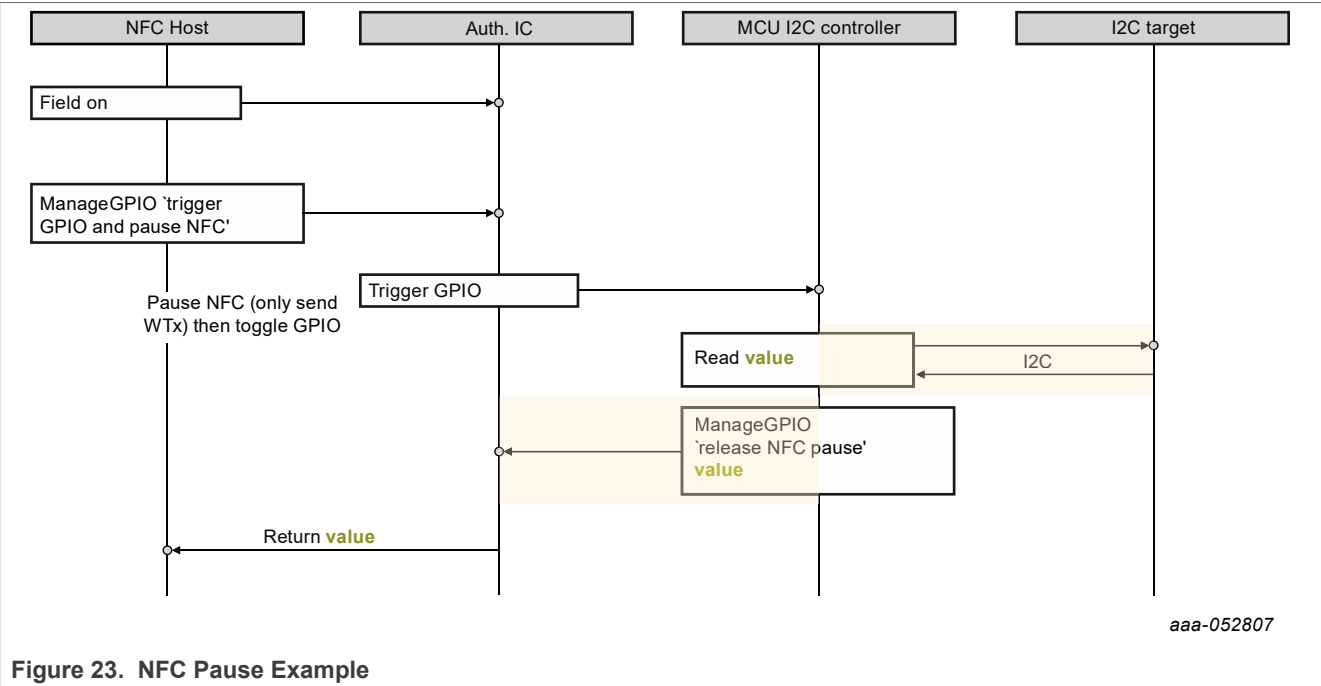 NFC Host
Auth. IC
MCU I2C controller
I2C target
Field on
ManageGPIO `trigger
GPIO and pause NFC'
Trigger GPIO
Pause NFC (only send
WTx) then toggle GPIO
Read value
I2C
ManageGPIO
`release NFC pause'
value
Return value
aaa-052807
Figure 23. NFC Pause Example